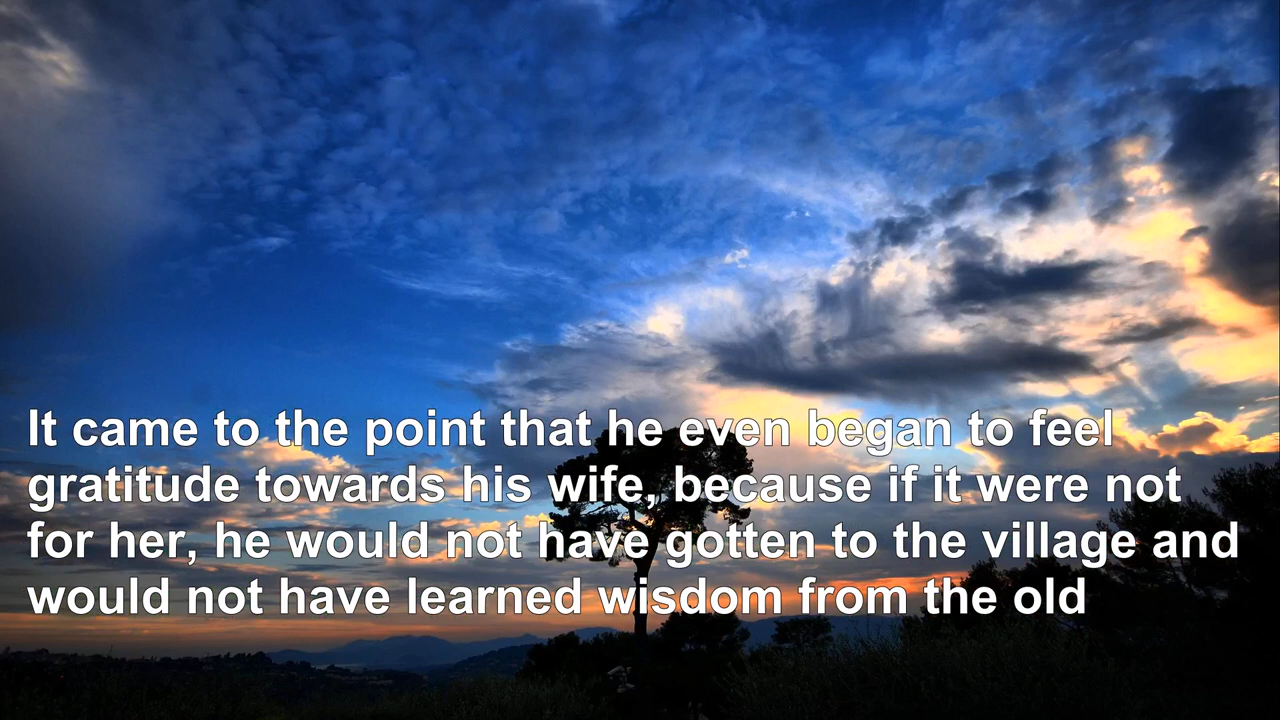 It came to the point that he even began to feel
gratitude towards his wife, because if it were not
for her, he would not have gotten to the village and
would not have learned wisdom from the old